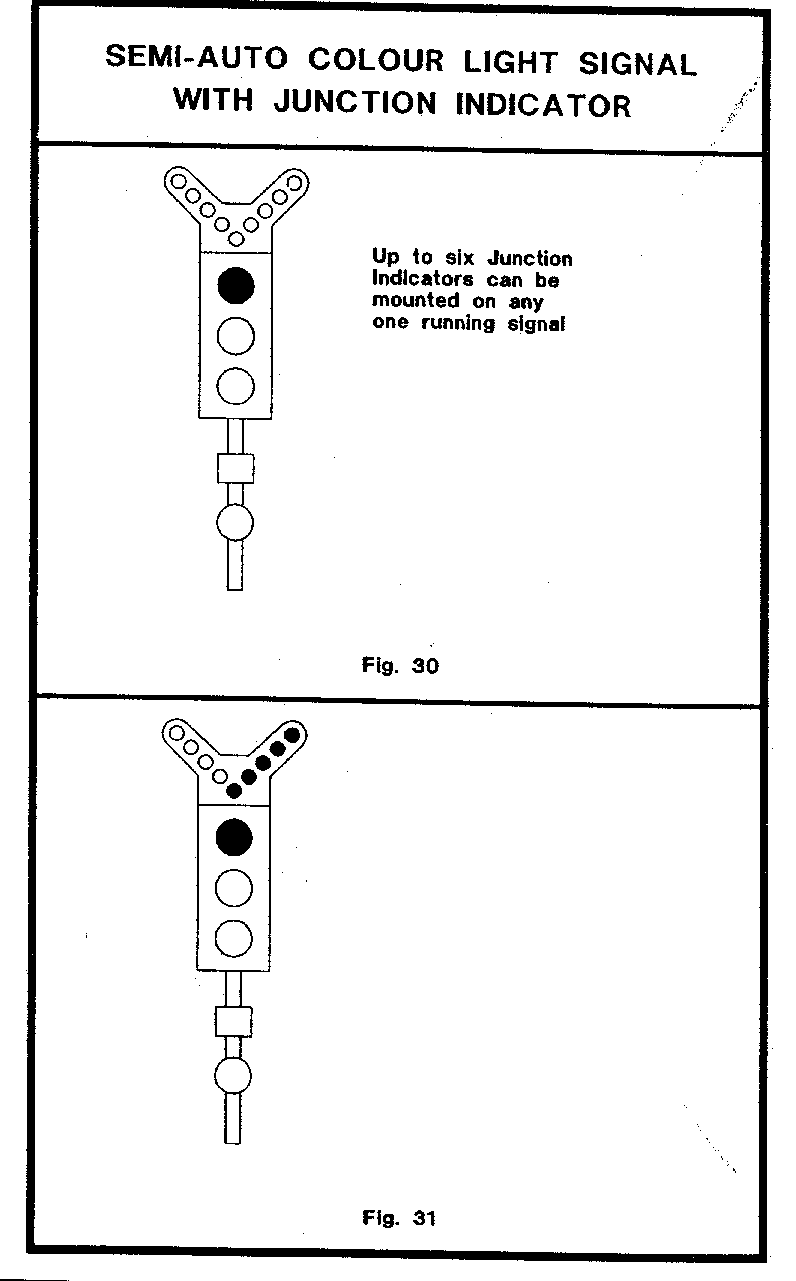 SEMI-AUTO COLOUR LIGHT SIGNAL
WITH JUNCTION INDICATOR
Up to six Junction
Indicators can be
mounted on any
one running signal
Fig. 30
Fig. 31